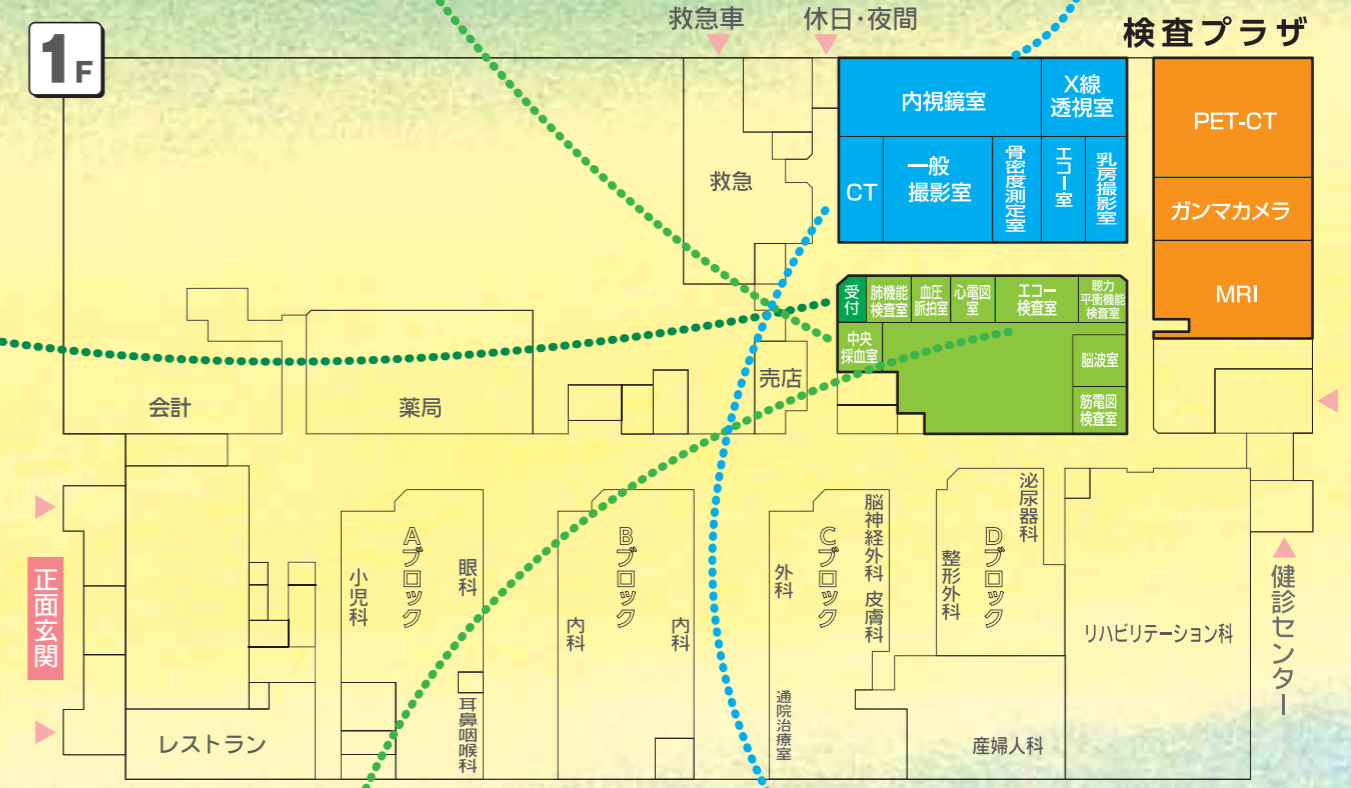 1F
救急車
休日・夜間
検査プラザ
内視鏡室
X線
透視室
PET-CT
救急
CT
一般
撮影室
骨密度測定室
エコー室
乳房撮影室
ガンマカメラ
MRI
受付
肺機能
検査室
血圧
脈拍室
心電図
室
エコー
検査室
聴力
平衡機能
検査室
中央
採血室
脳波室
筋電図
検査室
売店
会計
薬局
正面玄関
小児科
Aブロック
眼科
耳鼻咽喉科
内科
Bブロック
内科
外科
Cブロック
脳神経外科
皮膚科
通院治療室
整形外科
Dブロック
泌尿器科
産婦人科
リハビリテーション科
健診センター
レストラン